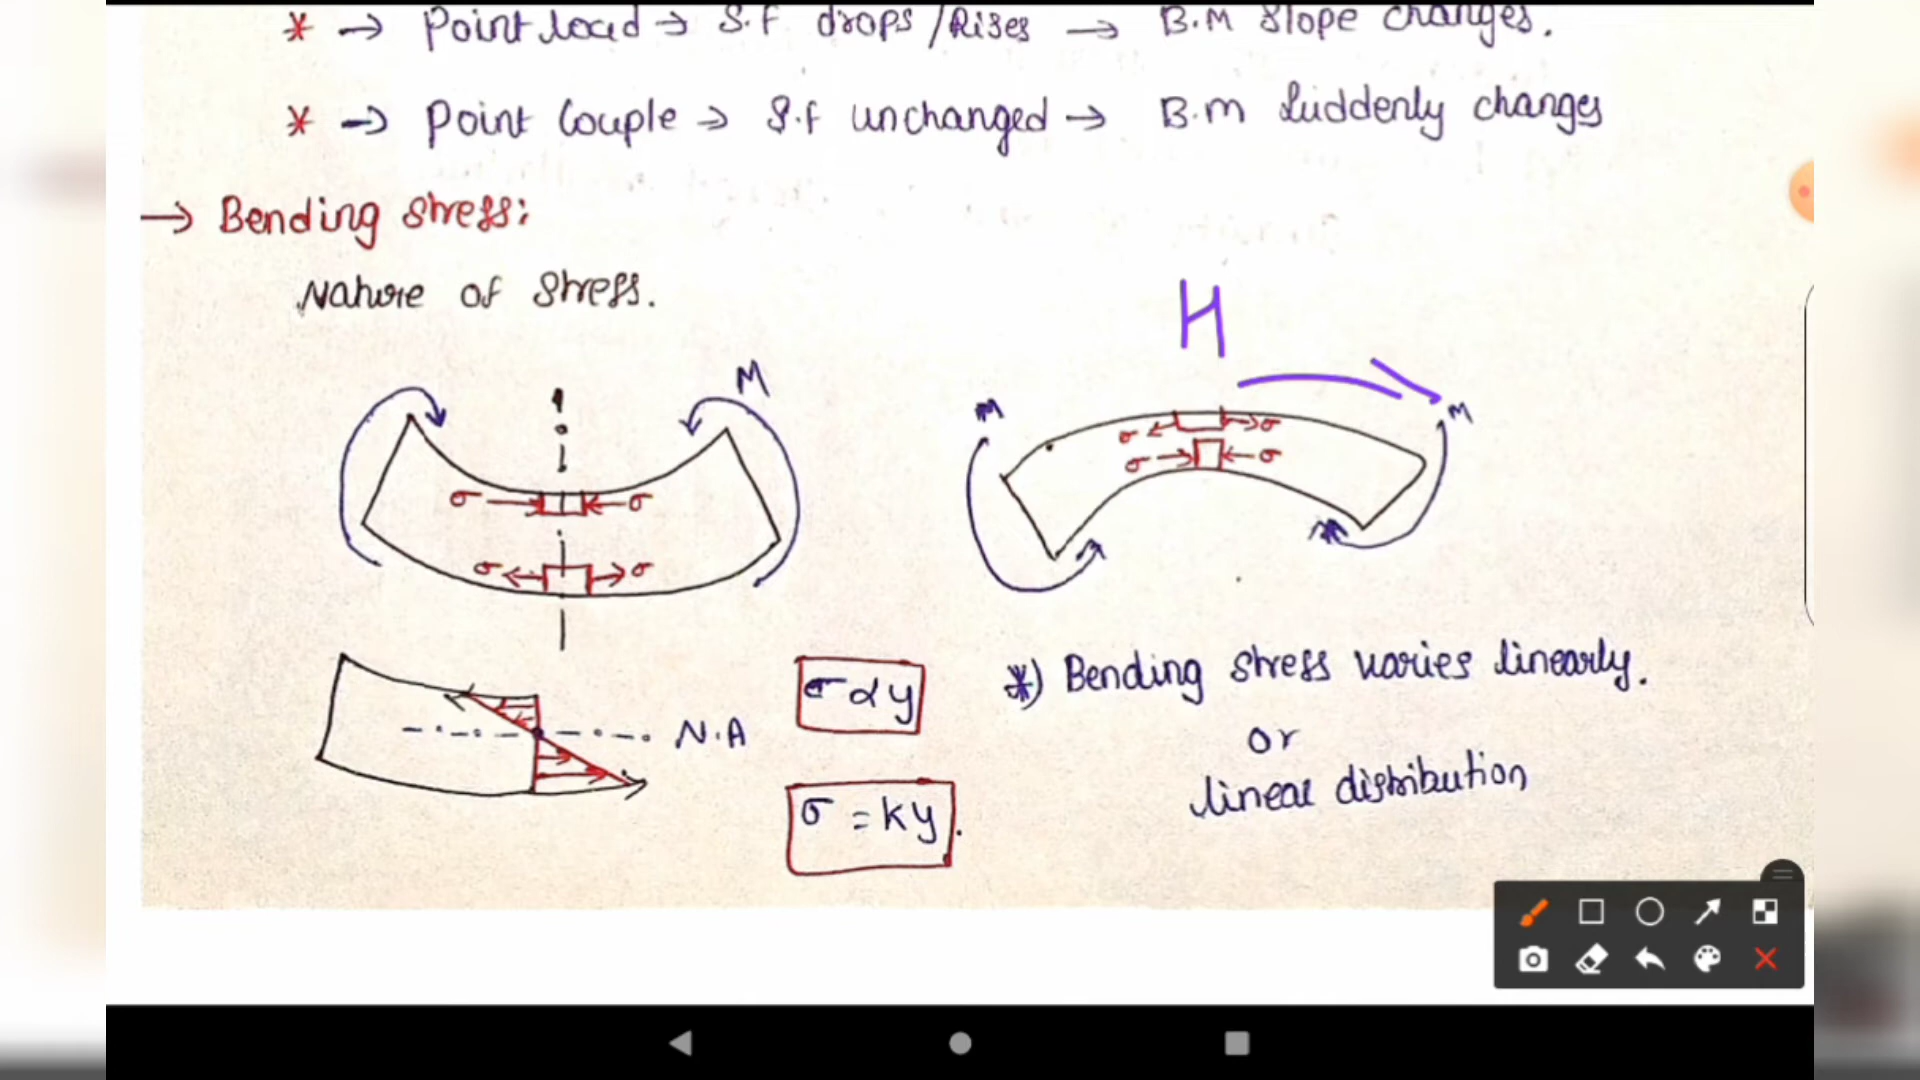 * → Point load → S.F drops/Rises → B.M slope changes.
* → Point Couple → S.f unchanged → B.m Suddenly changes
→ Bending stress:
Nature of stress.
H
M
M
M
σ σ
σ σ
σ σ
σ σ
N.A
σ α y
σ = ky.
*) Bending stress varies linearly.
or
linear distribution